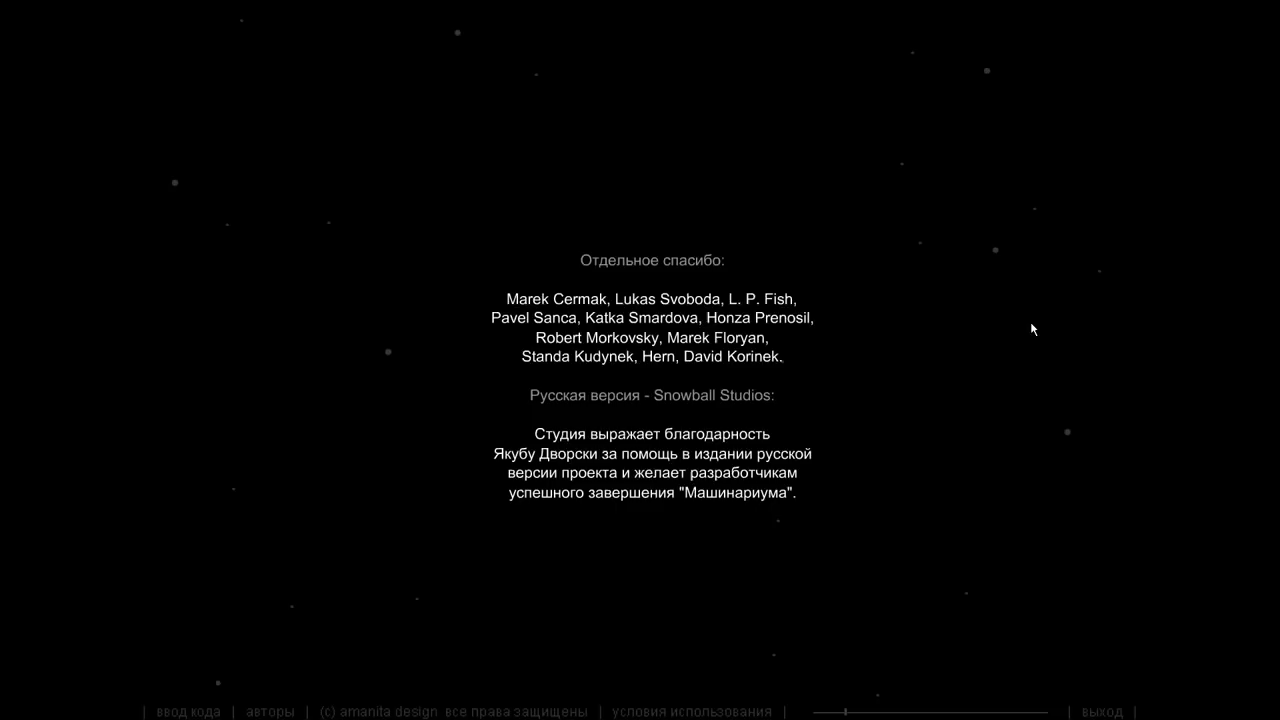 Отдельное спасибо:
Marek Cermak, Lukas Svoboda, L. P. Fish,
Pavel Sanca, Katka Smardova, Honza Prenosil,
Robert Morkovsky, Marek Floryan,
Standa Kudynek, Hern, David Korinek.
Русская версия - Snowball Studios:
Студия выражает благодарность
Якубу Дворски за помощь в издании русской
версии проекта и желает разработчикам
успешного завершения "Машинариума".
| ввод кода | авторы | (c) amanita design все права защищены | условия использования | | выход |